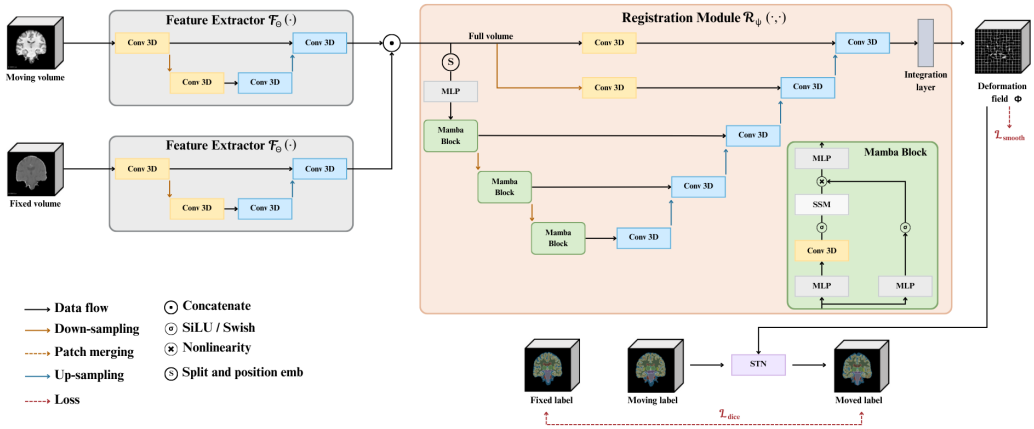 Feature Extractor ℱ_Θ(·)
Conv 3D
Conv 3D
Conv 3D
Conv 3D
Moving volume
Feature Extractor ℱ_Θ(·)
Conv 3D
Conv 3D
Conv 3D
Conv 3D
Fixed volume
Registration Module ℛ_ψ(·,·)
Full volume
Conv 3D
Conv 3D
S
Conv 3D
Conv 3D
MLP
Integration
layer
Deformation
field Φ
ℒ_smooth
Mamba
Block
Conv 3D
Mamba
Block
Conv 3D
Mamba
Block
Conv 3D
Mamba Block
MLP
SSM
σ
σ
Conv 3D
MLP
MLP
Data flow
Down-sampling
Patch merging
Up-sampling
Loss
Concatenate
σ SiLU / Swish
Nonlinearity
S Split and position emb
STN
Fixed label
Moving label
Moved label
ℒ_dice